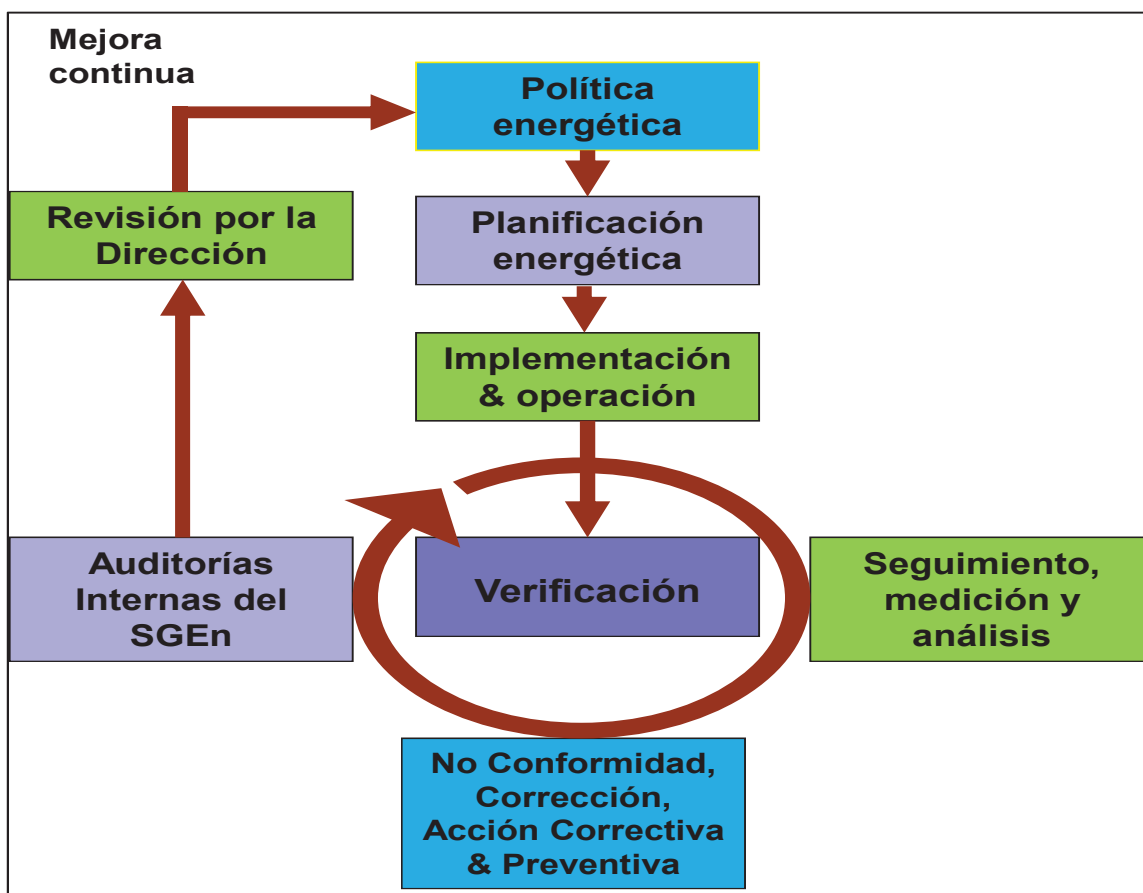 Mejora
continua
Política
energética
Planificación
energética
Implementación
& operación
Verificación
Seguimiento,
medición y
análisis
No Conformidad,
Corrección,
Acción Correctiva
& Preventiva
Auditorías
Internas del
SGEn
Revisión por la
Dirección